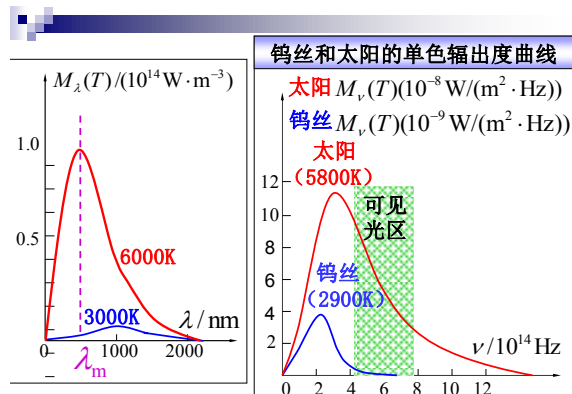 钨丝和太阳的单色辐出度曲线
M_λ(T)/(10^14 W·m^-3)
1.0
0.5
6000K
3000K
λ/nm
0
1000
2000
λ_m
太阳 M_ν(T)(10^-8 W/(m^2·Hz))
钨丝 M_ν(T)(10^-9 W/(m^2·Hz))
太阳
(5800K)
可见
光区
钨丝
(2900K)
12
10
8
6
4
2
ν/10^14 Hz
0 2 4 6 8 10 12